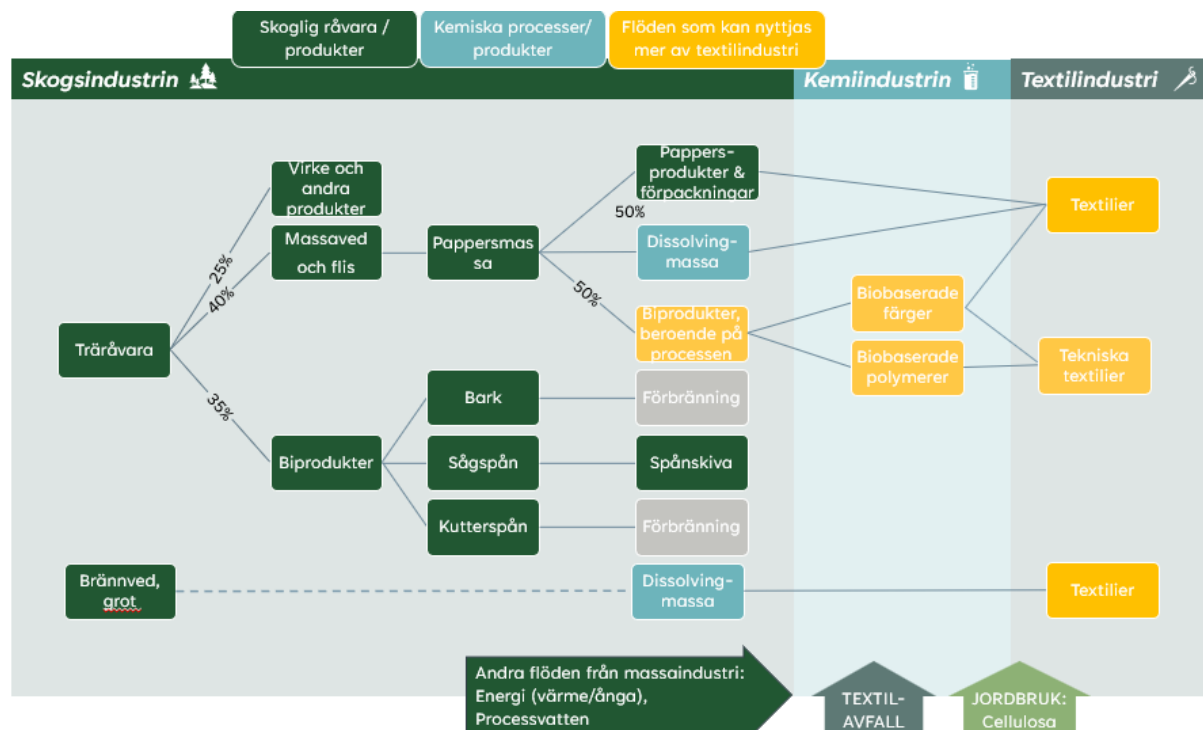 Skoglig råvara /
produkter
Kemiska processer/
produkter
Flöden som kan nyttjas
mer av textilindustri
Skogsindustrin
Kemiindustrin
Textilindustri
Virke och
andra
produkter
Massaved
och flis
Pappersmas
sa
Pappers-
produkter &
förpackningar
50%
Dissolving-
massa
50%
Biprodukter,
beroende på
processen
Biobaserade
färger
Biobaserade
polymerer
Textilier
Tekniska
textilier
25%
40%
Träråvara
35%
Biprodukter
Bark
Förbränning
Sågspån
Spånskiva
Kutterspån
Förbränning
Brännved,
grot
Dissolving-
massa
Textilier
Andra flöden från massaindustri:
Energi (värme/ånga),
Processvatten
TEXTIL-
AVFALL
JORDBRUK:
Cellulosa